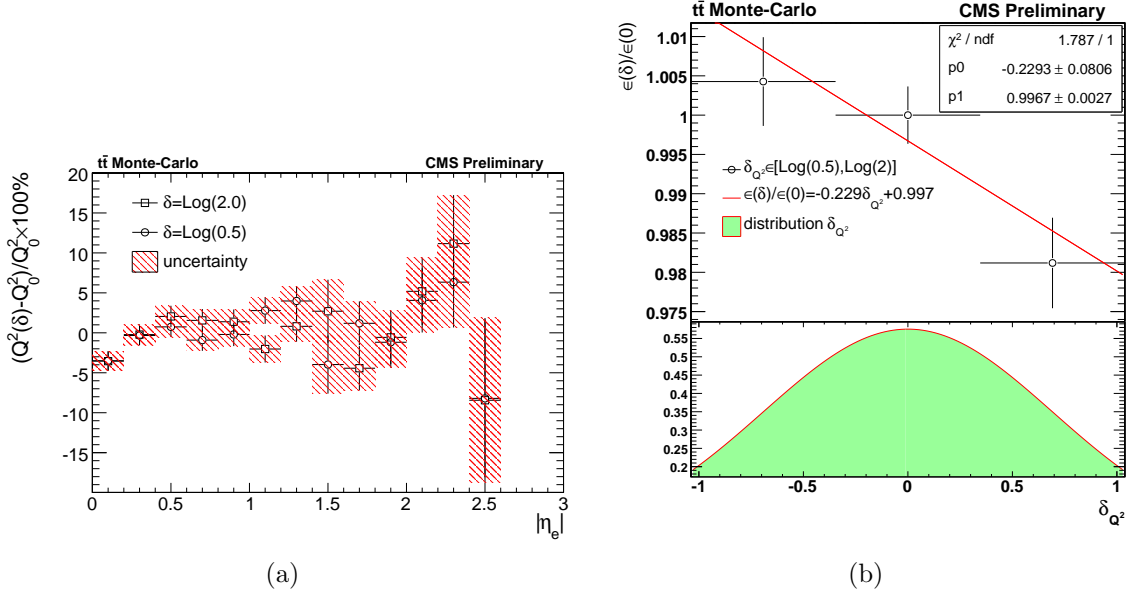 tt̄ Monte-Carlo CMS Preliminary
(Q²(δ)-Q₀²)/Q₀²×100%
20
15
10
5
0
-5
-10
-15
δ=Log(2.0)
δ=Log(0.5)
uncertainty
0 0.5 1 1.5 2 2.5 3
|ηₑ|
(a)
tt̄ Monte-Carlo CMS Preliminary
∈(δ)/∈(0)
1.01
1.005
1
0.995
0.99
0.985
0.98
0.975
χ² / ndf 1.787 / 1
p0 -0.2293 ± 0.0806
p1 0.9967 ± 0.0027
δ_Q²∈[Log(0.5),Log(2)]
∈(δ)/∈(0)=-0.229δ_Q²+0.997
distribution δ_Q²
0.55
0.5
0.45
0.4
0.35
0.3
0.25
0.2
-1 -0.5 0 0.5 1
δ_Q²
(b)